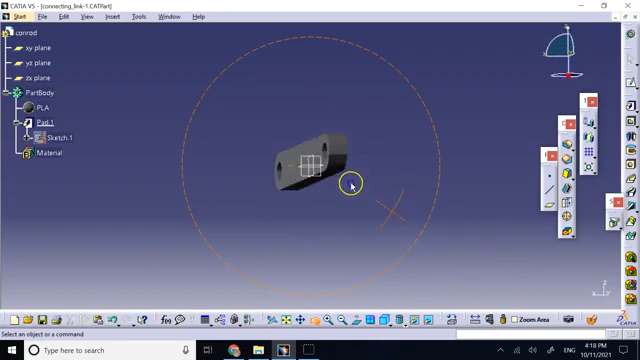 CATIA V5 - [connecting_link-1.CATPart]
Start File Edit View Insert Tools Window Help
conrod
xy plane
yz plane
zx plane
PartBody
PLA
Pad.1
Sketch.1
Material
Zoom Area
Select an object or a command
Type here to search
ENG
4:18 PM
10/11/2021